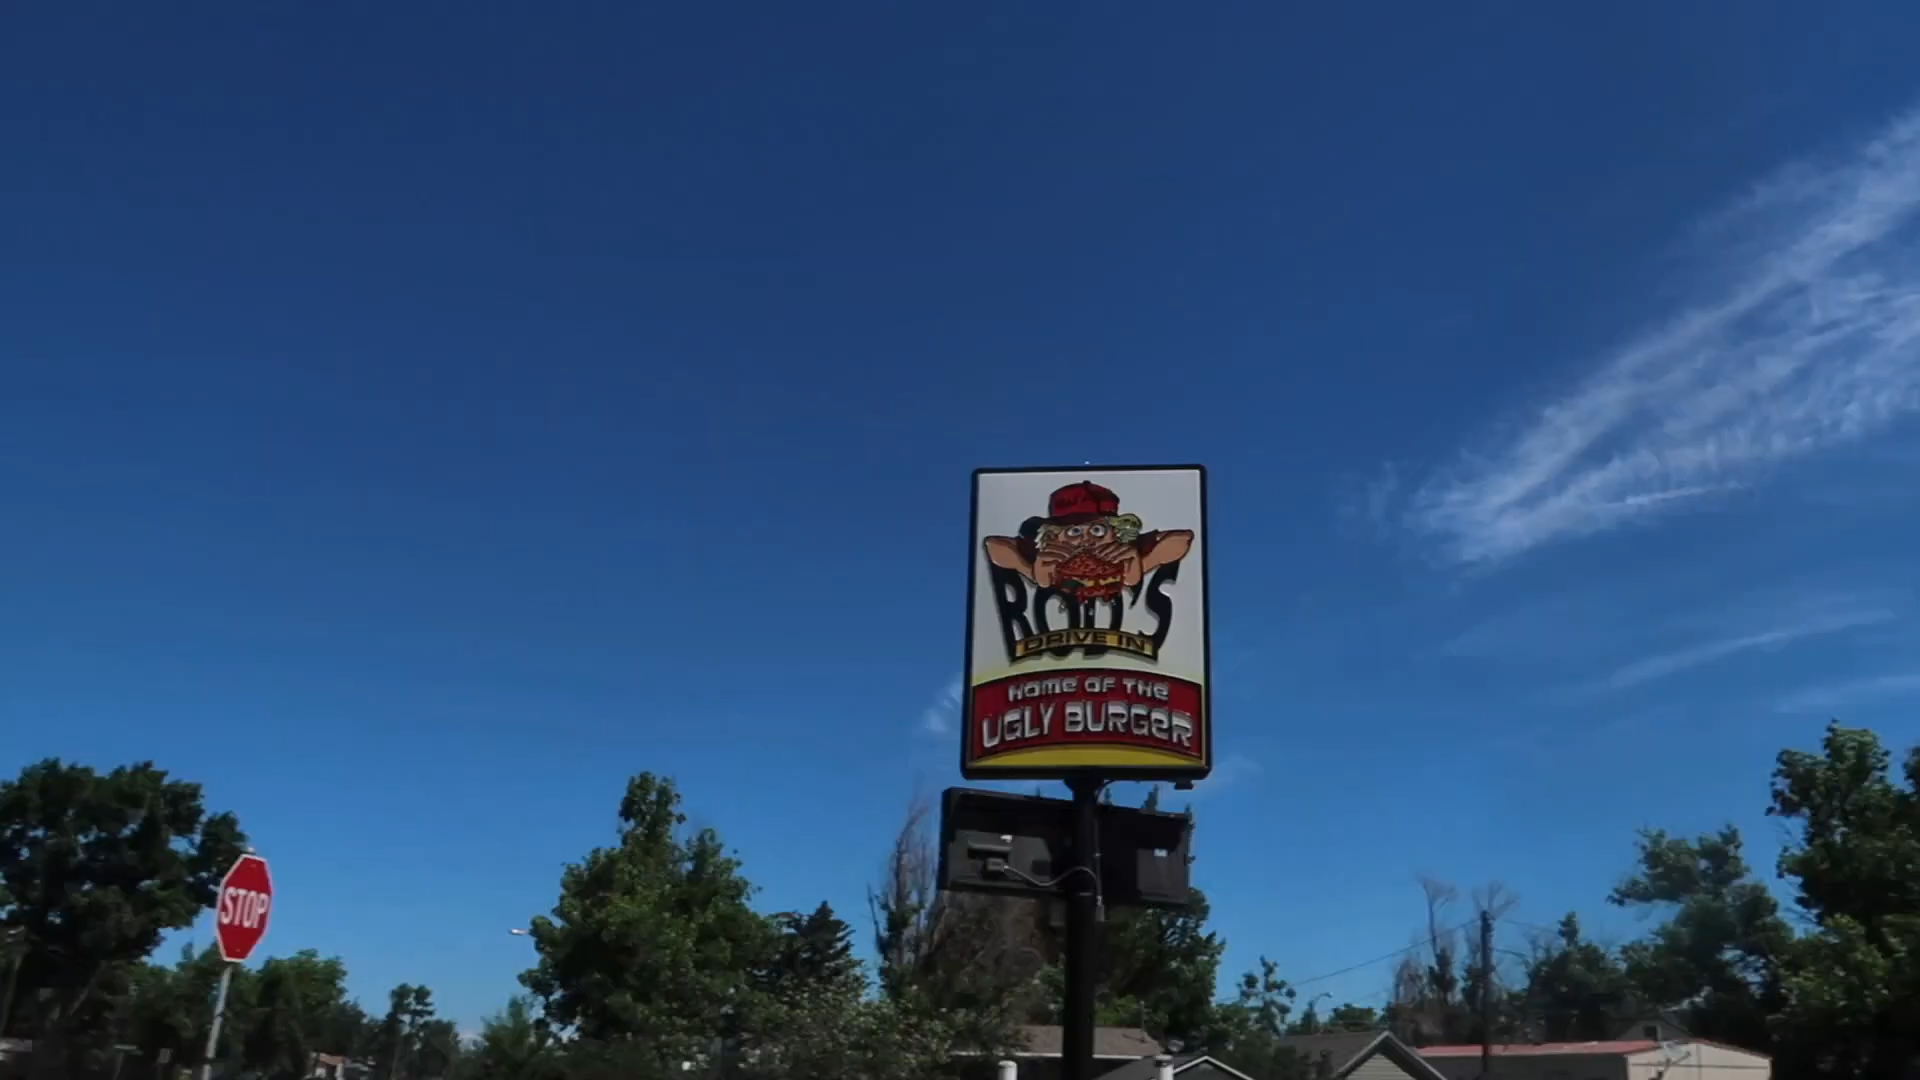 ROD'S
DRIVE IN
HOME OF THE
UGLY BURGER
STOP